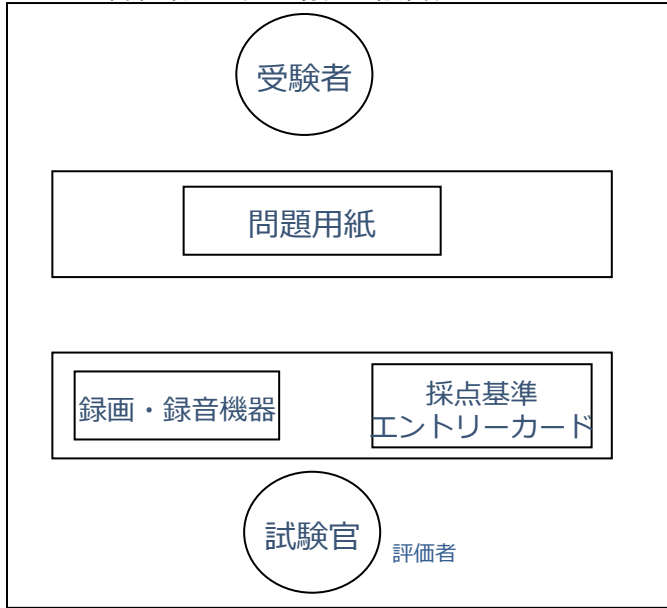 受験者
問題用紙
録画・録音機器
採点基準
エントリーカード
試験官
評価者